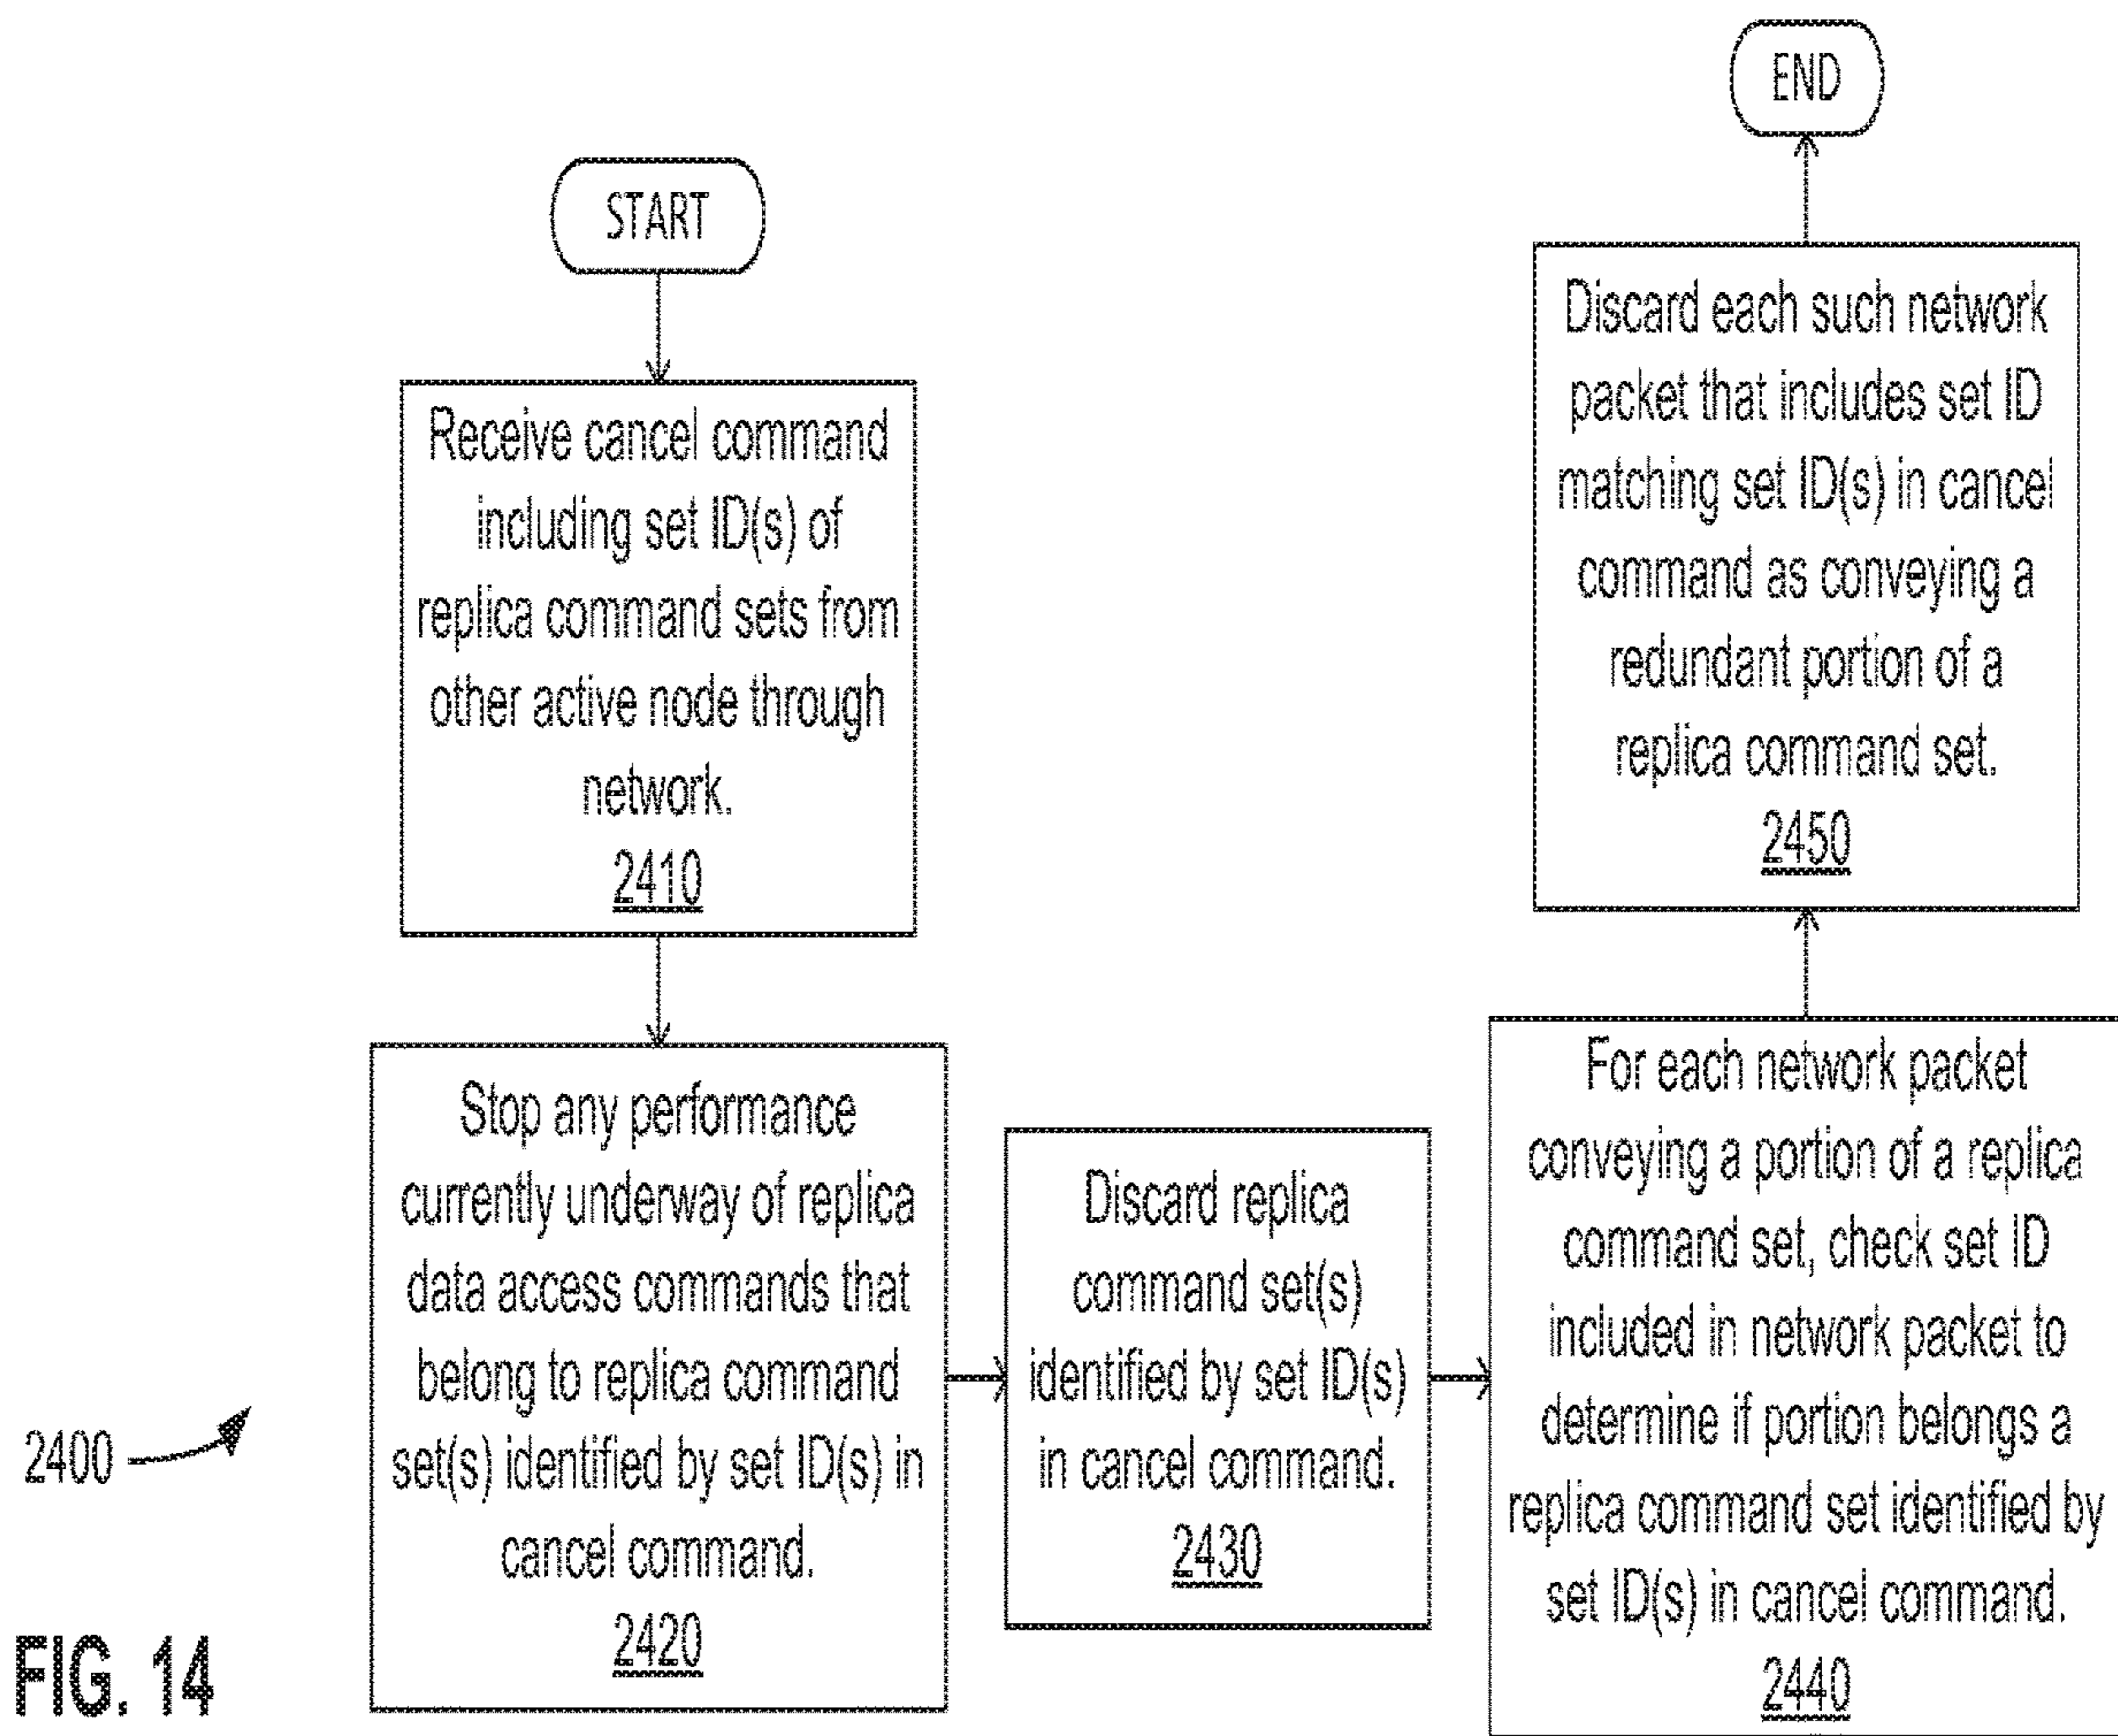 START
Receive cancel command
including set ID(s) of
replica command sets from
other active node through
network.
2410
Stop any performance
currently underway of replica
data access commands that
belong to replica command
set(s) identified by set ID(s) in
cancel command.
2420
Discard replica
command set(s)
identified by set ID(s)
in cancel command.
2430
For each network packet
conveying a portion of a replica
command set, check set ID
included in network packet to
determine if portion belongs a
replica command set identified by
set ID(s) in cancel command.
2440
Discard each such network
packet that includes set ID
matching set ID(s) in cancel
command as conveying a
redundant portion of a
replica command set.
2450
END
2400
FIG. 14